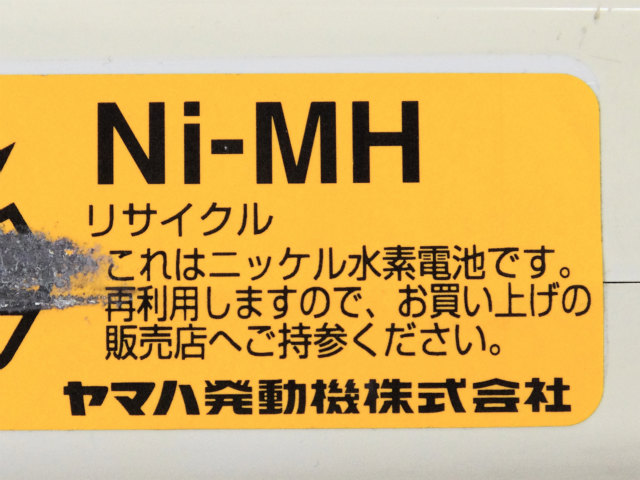 Ni-MH
リサイクル
これはニッケル水素電池です。
再利用しますので、お買い上げの
販売店へご持参ください。
ヤマハ発動機株式会社